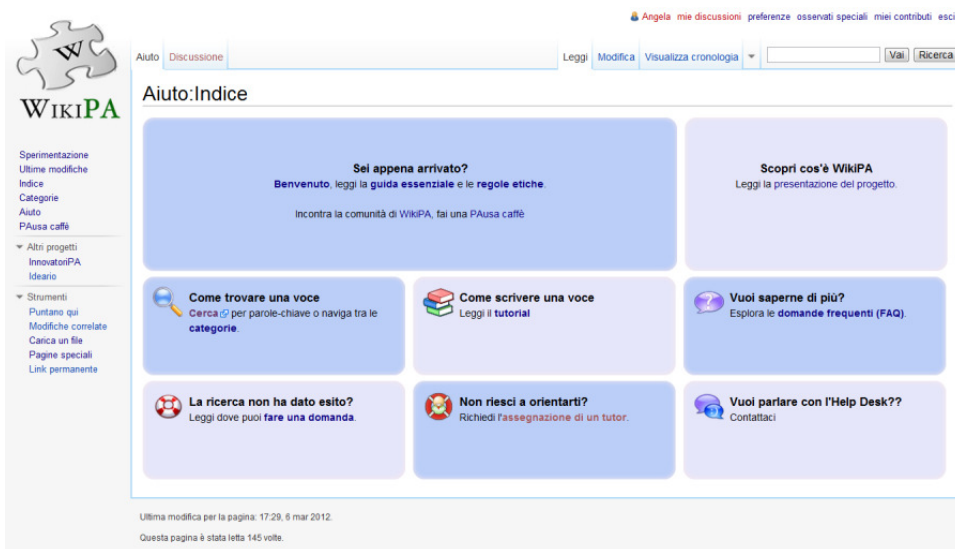 Angela mie discussioni preferenze osservati speciali miei contributi esci
W
WIKIPA
Aiuto Discussione
Leggi Modifica Visualizza cronologia Vai Ricerca
Aiuto:Indice
Sperimentazione
Ultime modifiche
Indice
Categorie
Aiuto
PAusa caffè
Altri progetti
InnovatoriPA
Ideario
Strumenti
Puntano qui
Modifiche correlate
Carica un file
Pagine speciali
Link permanente
Sei appena arrivato?
Benvenuto, leggi la guida essenziale e le regole etiche.
Incontra la comunità di WikiPA, fai una PAusa caffè
Scopri cos'è WikiPA
Leggi la presentazione del progetto.
Come trovare una voce
Cerca per parole-chiave o naviga tra le
categorie.
Come scrivere una voce
Leggi il tutorial
Vuoi saperne di più?
Esplora le domande frequenti (FAQ).
La ricerca non ha dato esito?
Leggi dove puoi fare una domanda.
Non riesci a orientarti?
Richiedi l'assegnazione di un tutor.
Vuoi parlare con l'Help Desk??
Contattaci
Ultima modifica per la pagina: 17:29, 6 mar 2012.
Questa pagina è stata letta 145 volte.